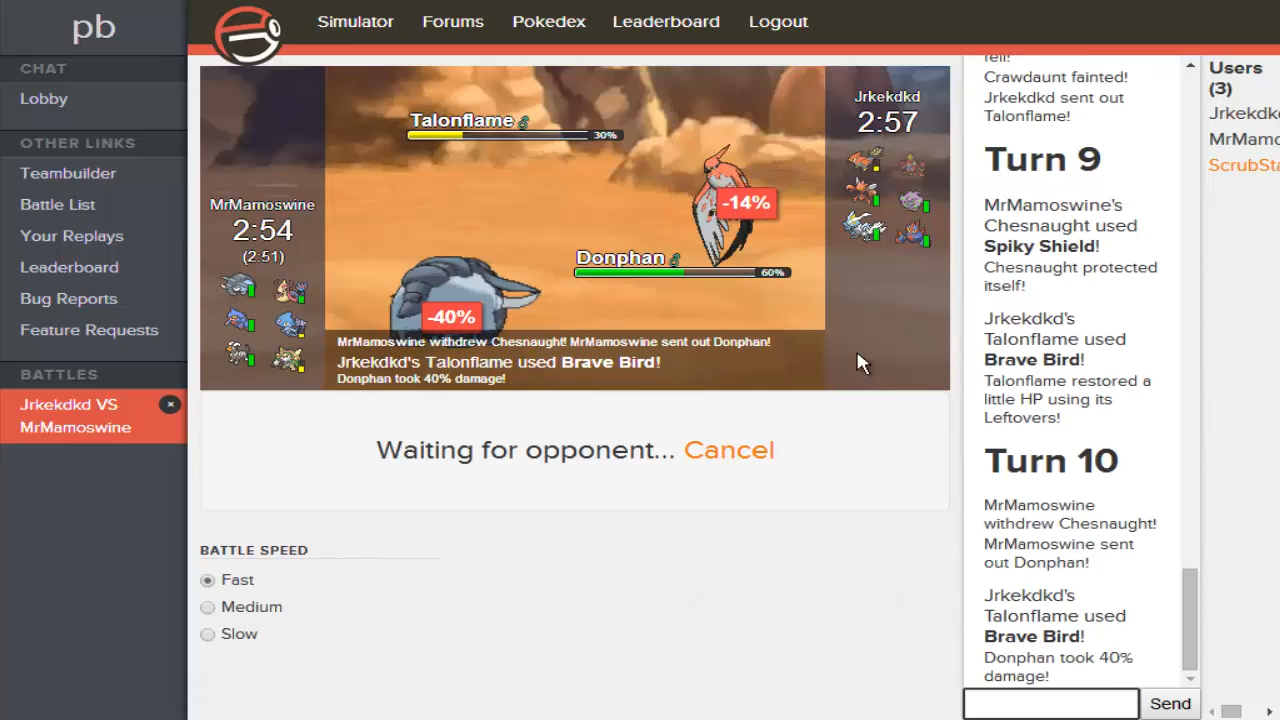 pb
Simulator
Forums
Pokedex
Leaderboard
Logout
CHAT
Lobby
OTHER LINKS
Teambuilder
Battle List
Your Replays
Leaderboard
Bug Reports
Feature Requests
BATTLES
Jrkekdkd VS
MrMamoswine
×
MrMamoswine
2:54
(2:51)
Talonflame ♂
30%
-14%
Donphan ♂
60%
-40%
MrMamoswine withdrew Chesnaught! MrMamoswine sent out Donphan!
Jrkekdkd's Talonflame used Brave Bird!
Donphan took 40% damage!
Jrkekdkd
2:57
Waiting for opponent... Cancel
BATTLE SPEED
Fast
Medium
Slow
fell!
Crawdaunt fainted!
Jrkekdkd sent out
Talonflame!
Turn 9
MrMamoswine's
Chesnaught used
Spiky Shield!
Chesnaught protected
itself!
Jrkekdkd's
Talonflame used
Brave Bird!
Talonflame restored a
little HP using its
Leftovers!
Turn 10
MrMamoswine
withdrew Chesnaught!
MrMamoswine sent
out Donphan!
Jrkekdkd's
Talonflame used
Brave Bird!
Donphan took 40%
damage!
Send
Users
(3)
Jrkekdk
MrMamo
ScrubSta